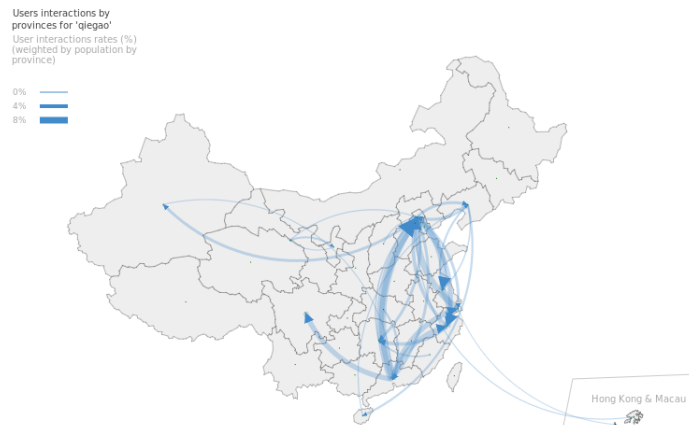 Users interactions by
provinces for 'qiegao'
User interactions rates (%)
(weighted by population by
province)
0%
4%
8%
Hong Kong & Macau